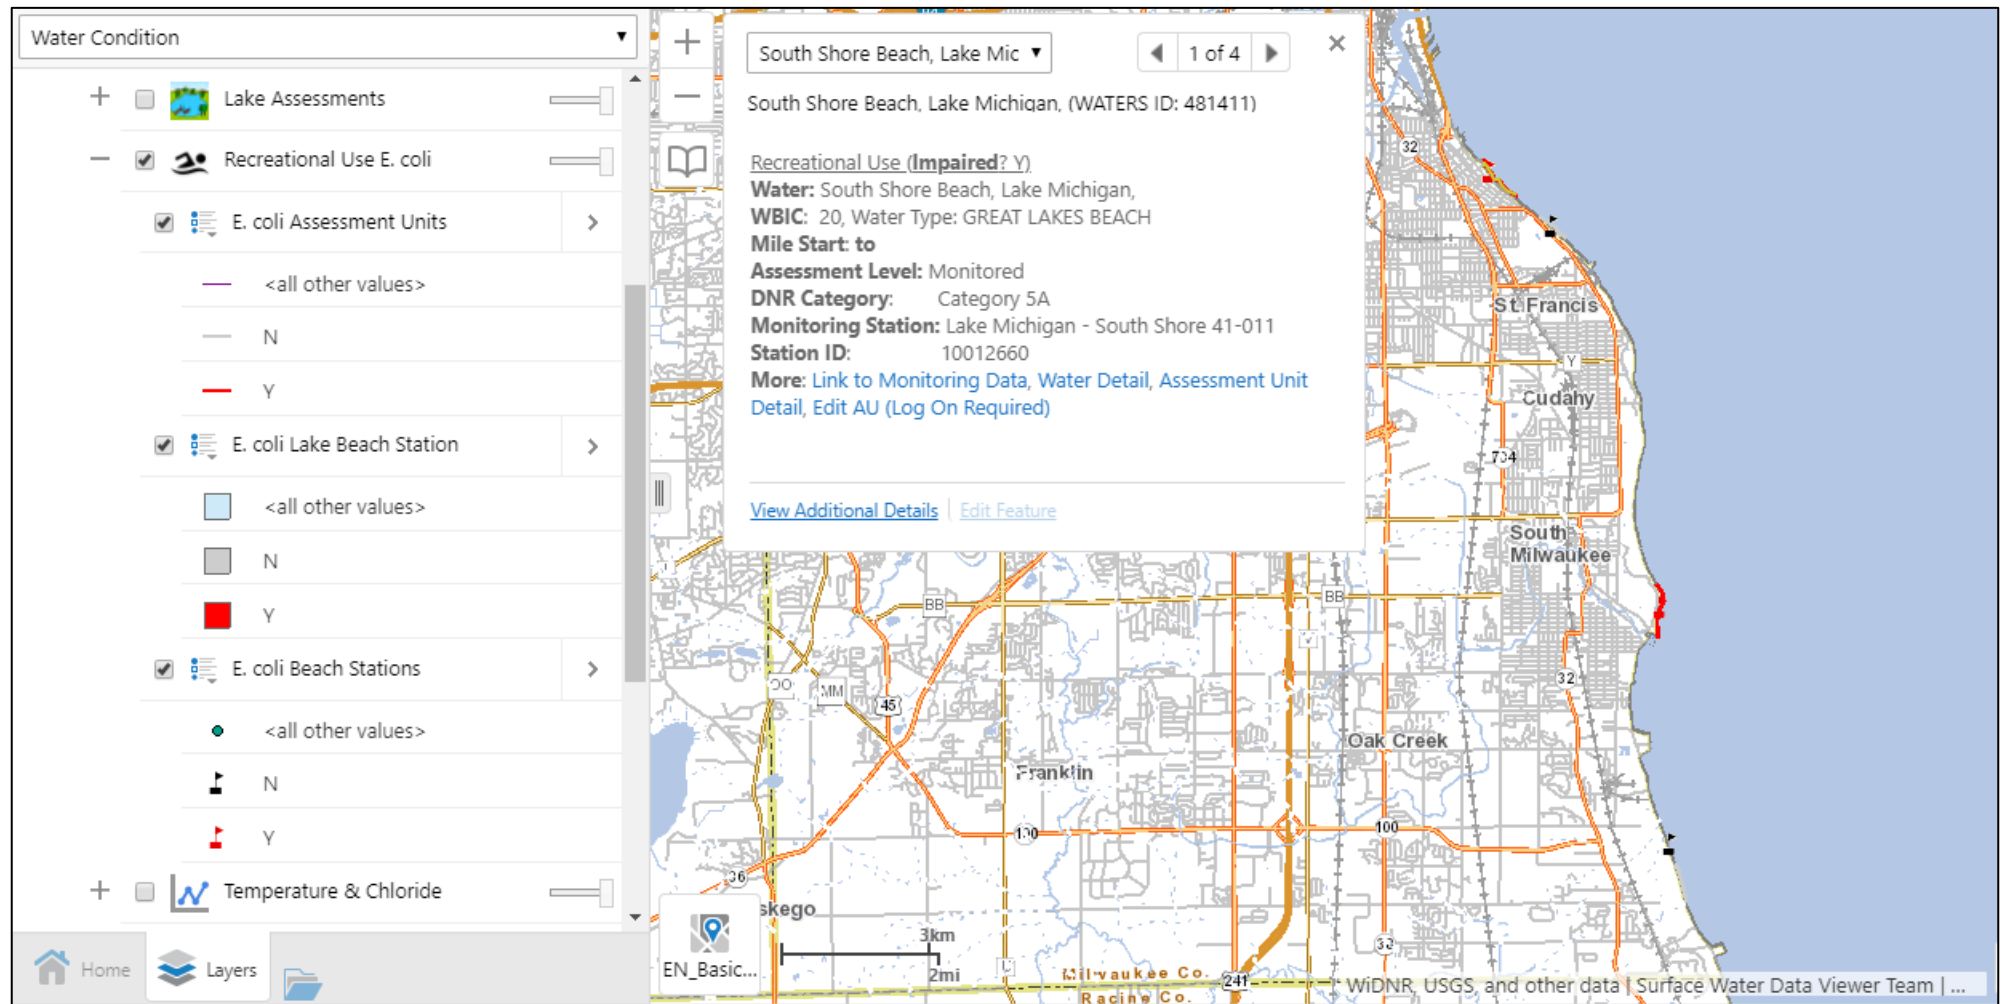 Water Condition
Lake Assessments
Recreational Use E. coli
E. coli Assessment Units
<all other values>
N
Y
E. coli Lake Beach Station
<all other values>
N
Y
E. coli Beach Stations
<all other values>
N
Y
Temperature & Chloride
Home
Layers
South Shore Beach, Lake Mic
1 of 4
South Shore Beach, Lake Michigan, (WATERS ID: 481411)
Recreational Use (Impaired? Y)
Water: South Shore Beach, Lake Michigan,
WBIC: 20, Water Type: GREAT LAKES BEACH
Mile Start: to
Assessment Level: Monitored
DNR Category: Category 5A
Monitoring Station: Lake Michigan - South Shore 41-011
Station ID: 10012660
More: Link to Monitoring Data, Water Detail, Assessment Unit
Detail, Edit AU (Log On Required)
View Additional Details
Edit Feature
32
St. Francis
Y
Cudahy
794
South
Milwaukee
BB
BB
MM
45
32
Oak Creek
Franklin
100
100
36
skego
3km
2mi
EN_Basic...
Milwaukee Co.
Racine Co.
241
WiDNR, USGS, and other data | Surface Water Data Viewer Team | ...